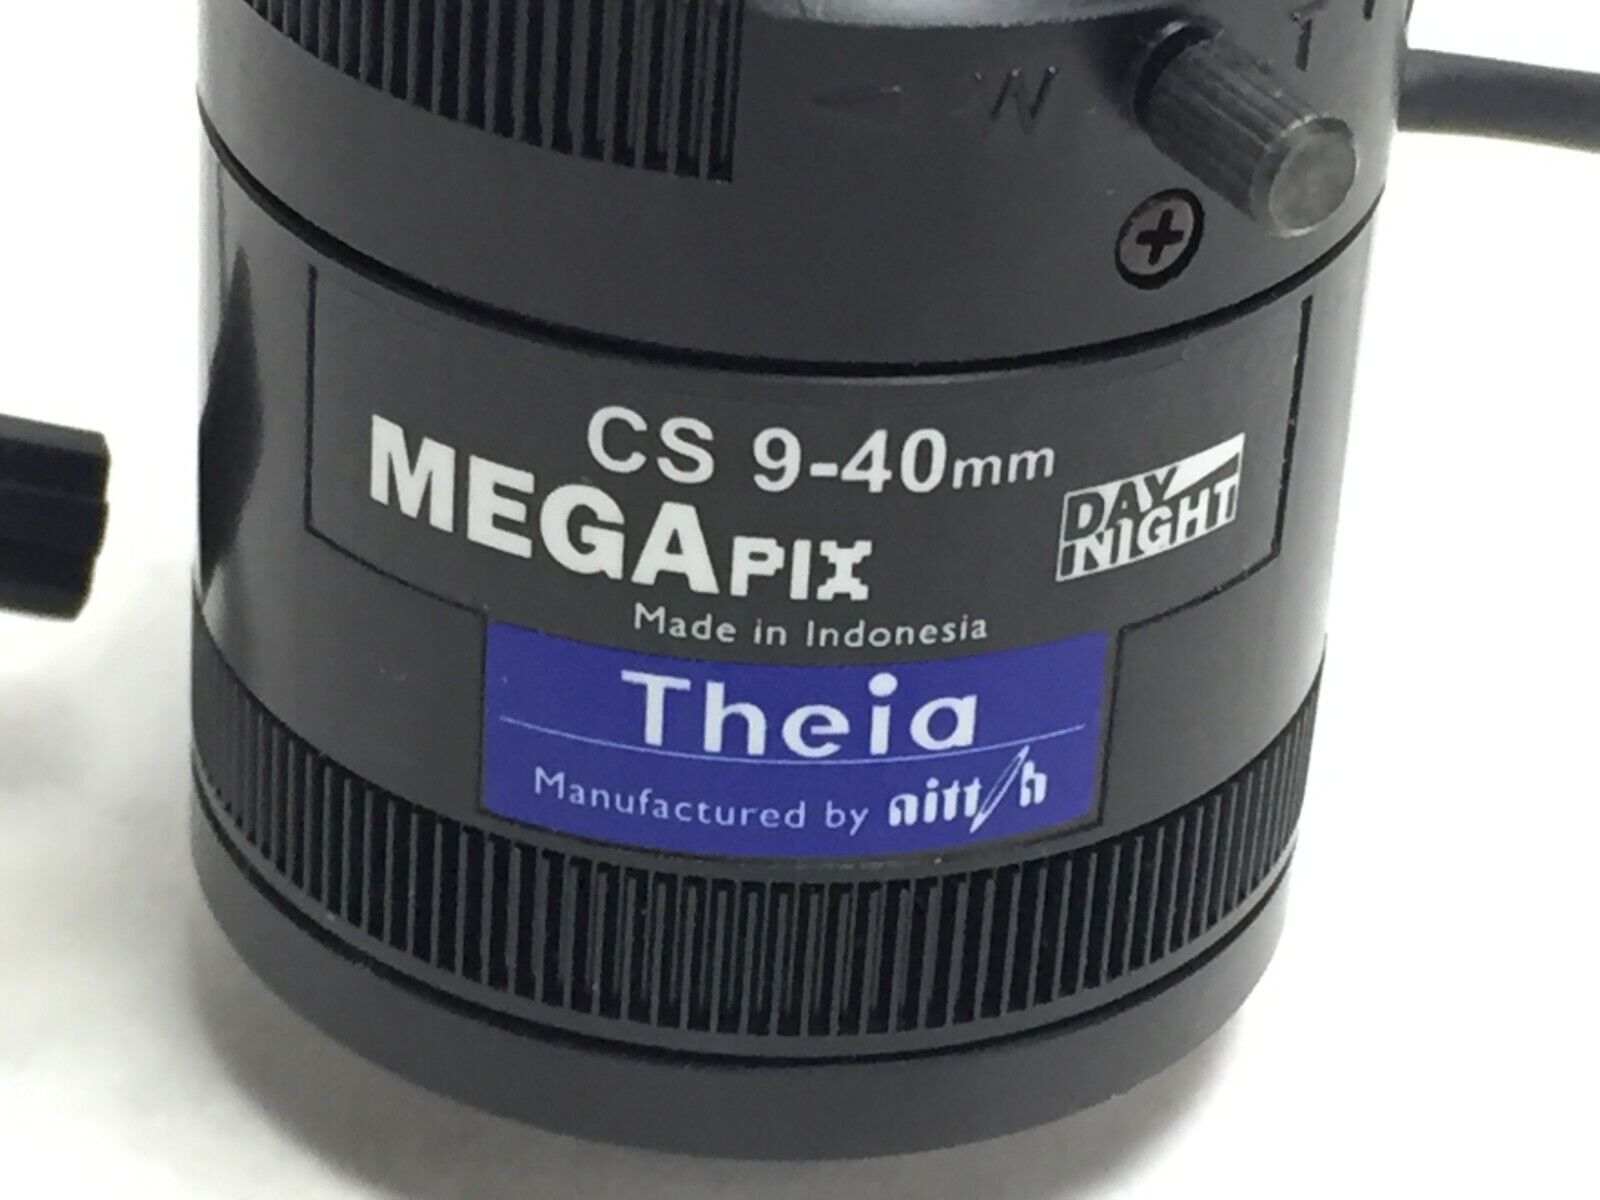 W
T
CS 9-40mm
MEGAPIX
DAY
NIGHT
Made in Indonesia
Theia
Manufactured by nittoh